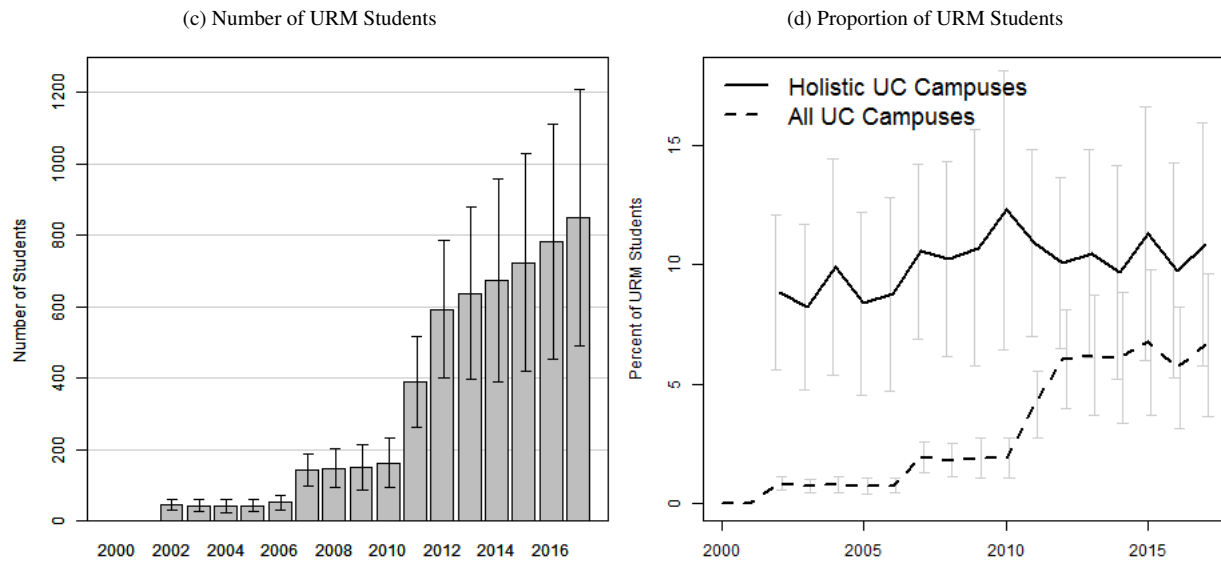 (c) Number of URM Students
Number of Students
0
200
400
600
800
1000
1200
2000 2002 2004 2006 2008 2010 2012 2014 2016
(d) Proportion of URM Students
Holistic UC Campuses
All UC Campuses
Percent of URM Students
0
5
10
15
2000 2005 2010 2015